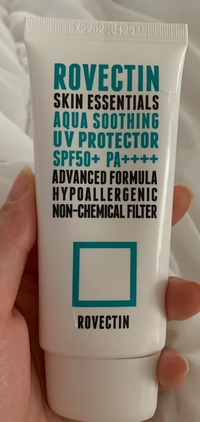 ROVECTIN
SKIN ESSENTIALS
AQUA SOOTHING
UV PROTECTOR
SPF50+ PA++++
ADVANCED FORMULA
HYPOALLERGENIC
NON-CHEMICAL FILTER
ROVECTIN